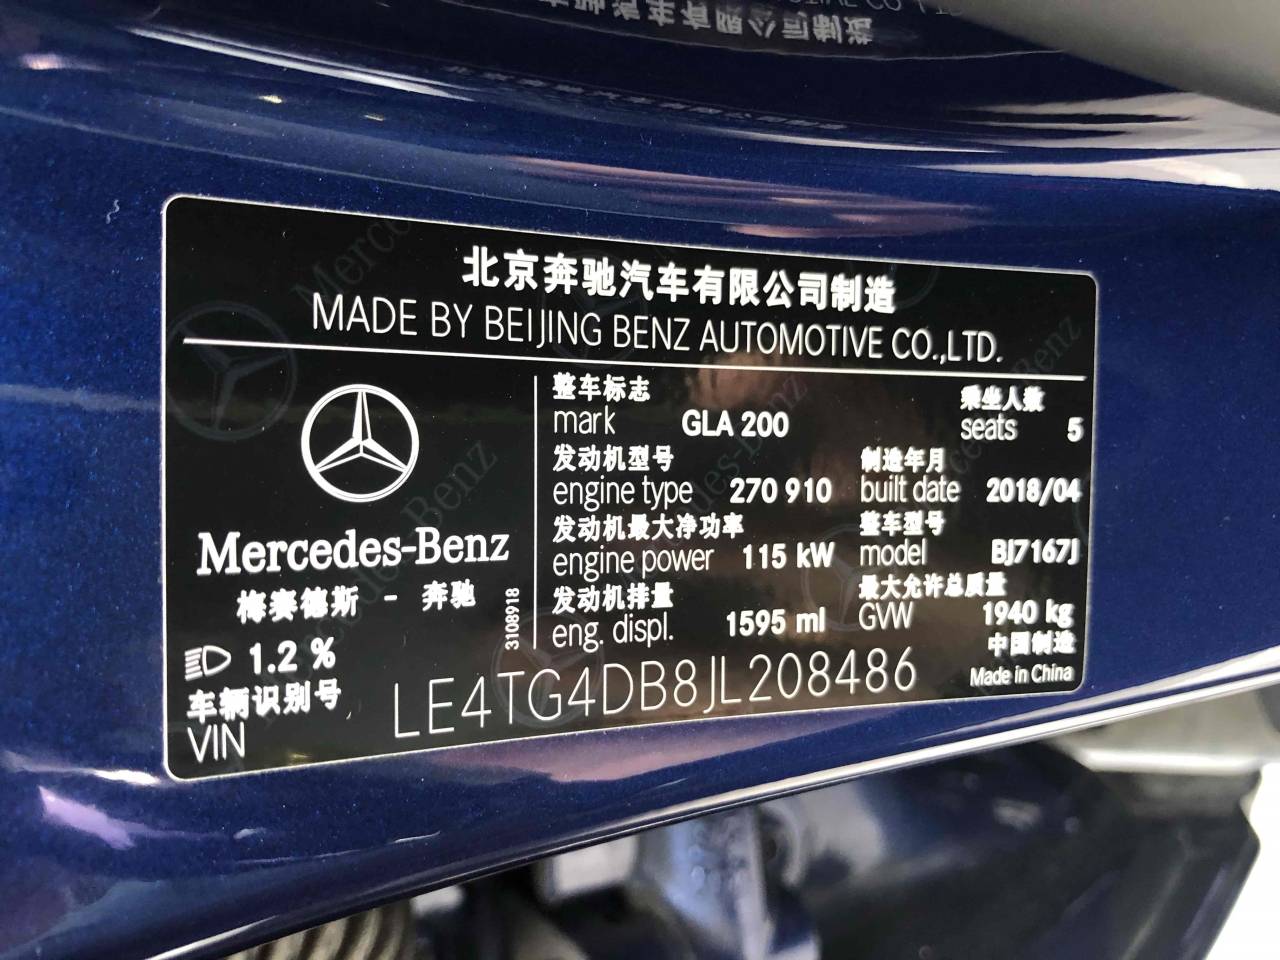 北京奔驰汽车有限公司制造
MADE BY BEIJING BENZ AUTOMOTIVE CO.,LTD.
Mercedes-Benz
梅赛德斯 - 奔驰
1.2 %
3108918
整车标志
mark GLA 200
乘坐人数
seats 5
发动机型号
engine type 270 910
制造年月
built date 2018/04
发动机最大净功率
engine power 115 kW
整车型号
model BJ7167J
发动机排量
eng. displ. 1595 ml
最大允许总质量
GVW 1940 kg
中国制造
Made in China
车辆识别号
VIN LE4TG4DB8JL208486